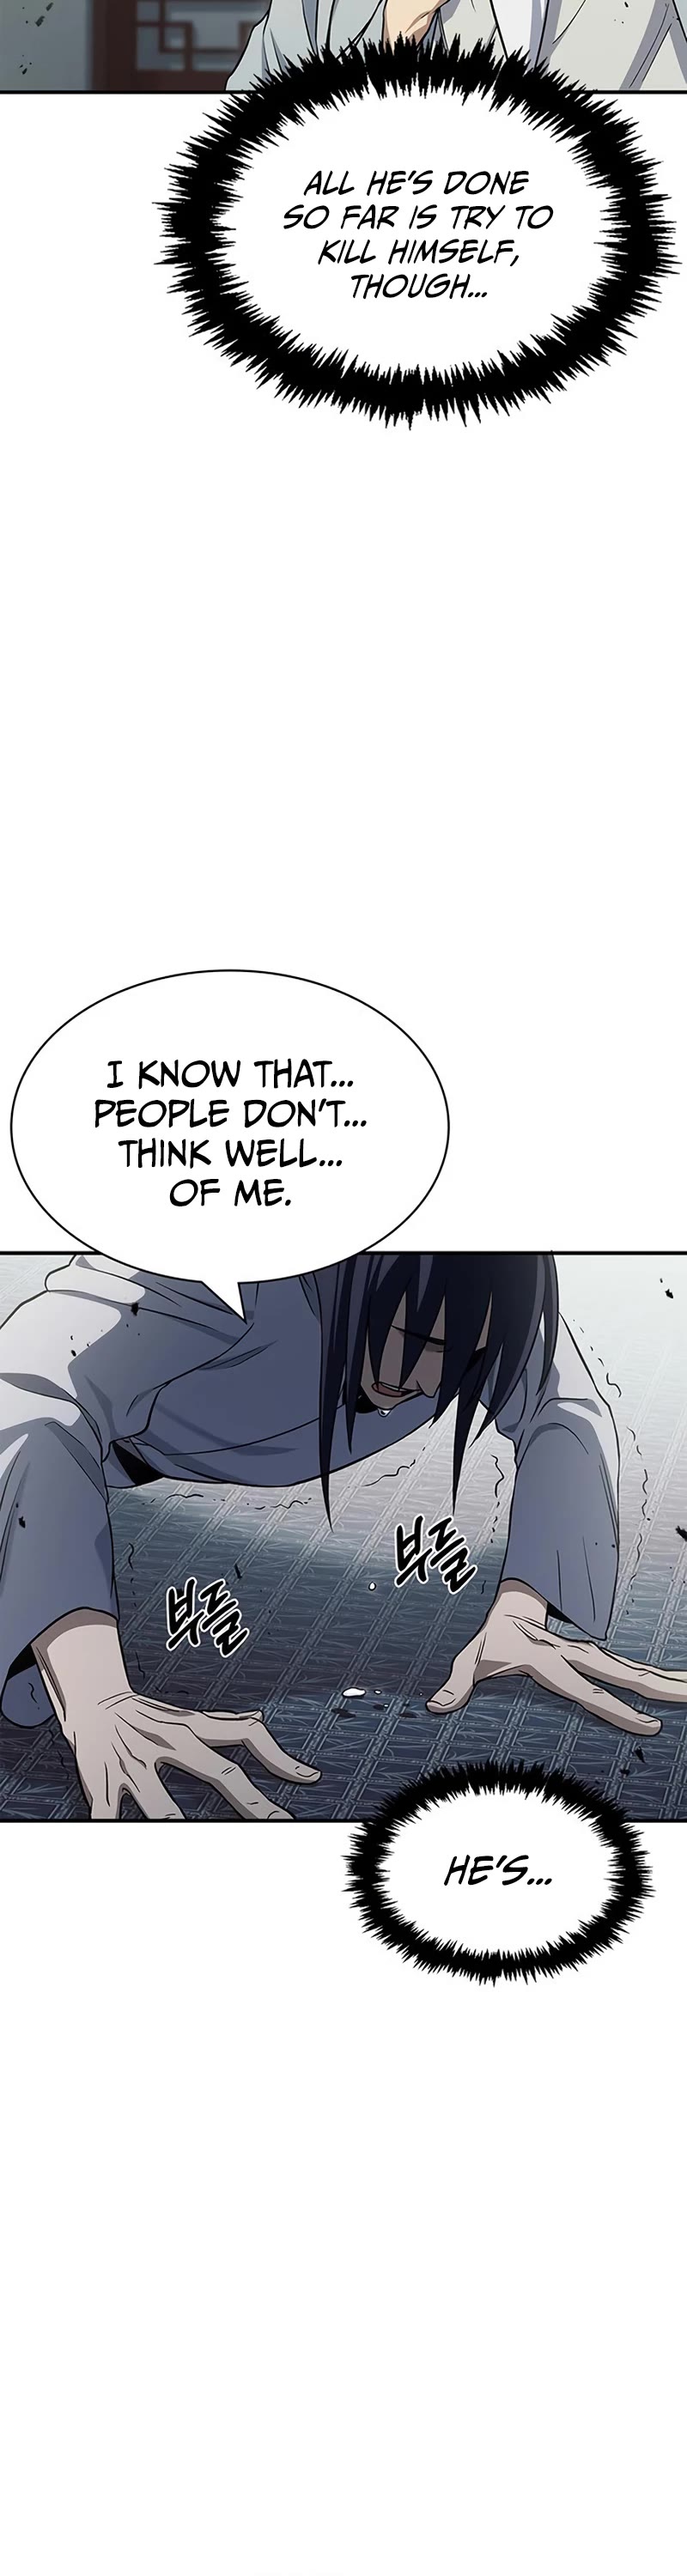 ALL HE'S DONE
SO FAR IS TRY TO
KILL HIMSELF,
THOUGH...
I KNOW THAT...
PEOPLE DON'T...
THINK WELL...
OF ME.
부들
부들
HE'S...